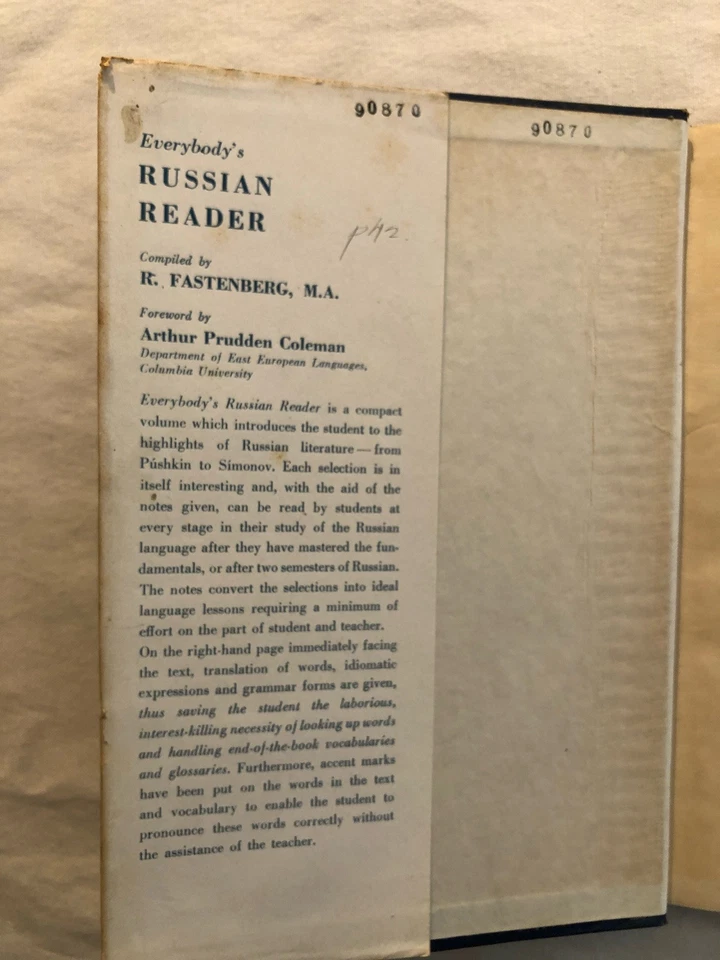 90870
90870
Everybody's
RUSSIAN
READER
Compiled by
R. FASTENBERG, M.A.
Foreword by
Arthur Prudden Coleman
Department of East European Languages,
Columbia University
Everybody's Russian Reader is a compact
volume which introduces the student to the
highlights of Russian literature — from
Púshkin to Símonov. Each selection is in
itself interesting and, with the aid of the
notes given, can be read by students at
every stage in their study of the Russian
language after they have mastered the fun-
damentals, or after two semesters of Russian.
The notes convert the selections into ideal
language lessons requiring a minimum of
effort on the part of student and teacher.
On the right-hand page immediately facing
the text, translation of words, idiomatic
expressions and grammar forms are given,
thus saving the student the laborious,
interest-killing necessity of looking up words
and handling end-of-the-book vocabularies
and glossaries. Furthermore, accent marks
have been put on the words in the text
and vocabulary to enable the student to
pronounce these words correctly without
the assistance of the teacher.